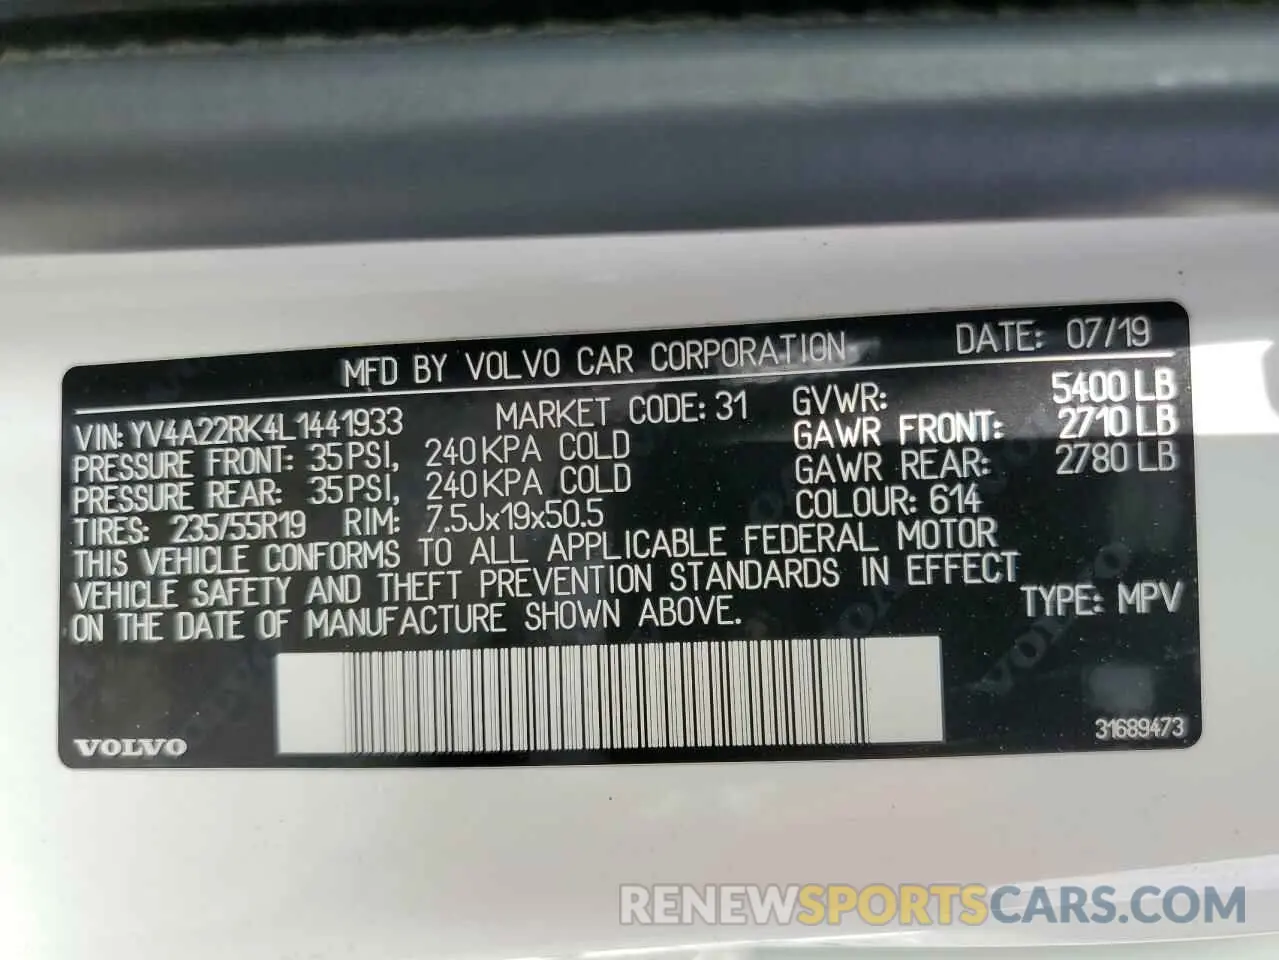 MFD BY VOLVO CAR CORPORATION DATE: 07/19
VIN: YV4A22RK4L1441933 MARKET CODE: 31 GVWR: 5400 LB
PRESSURE FRONT: 35 PSI, 240 KPA COLD GAWR FRONT: 2710 LB
PRESSURE REAR: 35 PSI, 240 KPA COLD GAWR REAR: 2780 LB
TIRES: 235/55R19 RIM: 7.5Jx19x50.5 COLOUR: 614
THIS VEHICLE CONFORMS TO ALL APPLICABLE FEDERAL MOTOR
VEHICLE SAFETY AND THEFT PREVENTION STANDARDS IN EFFECT
ON THE DATE OF MANUFACTURE SHOWN ABOVE. TYPE: MPV
VOLVO 31689473
RENEWSPORTSCARS.COM